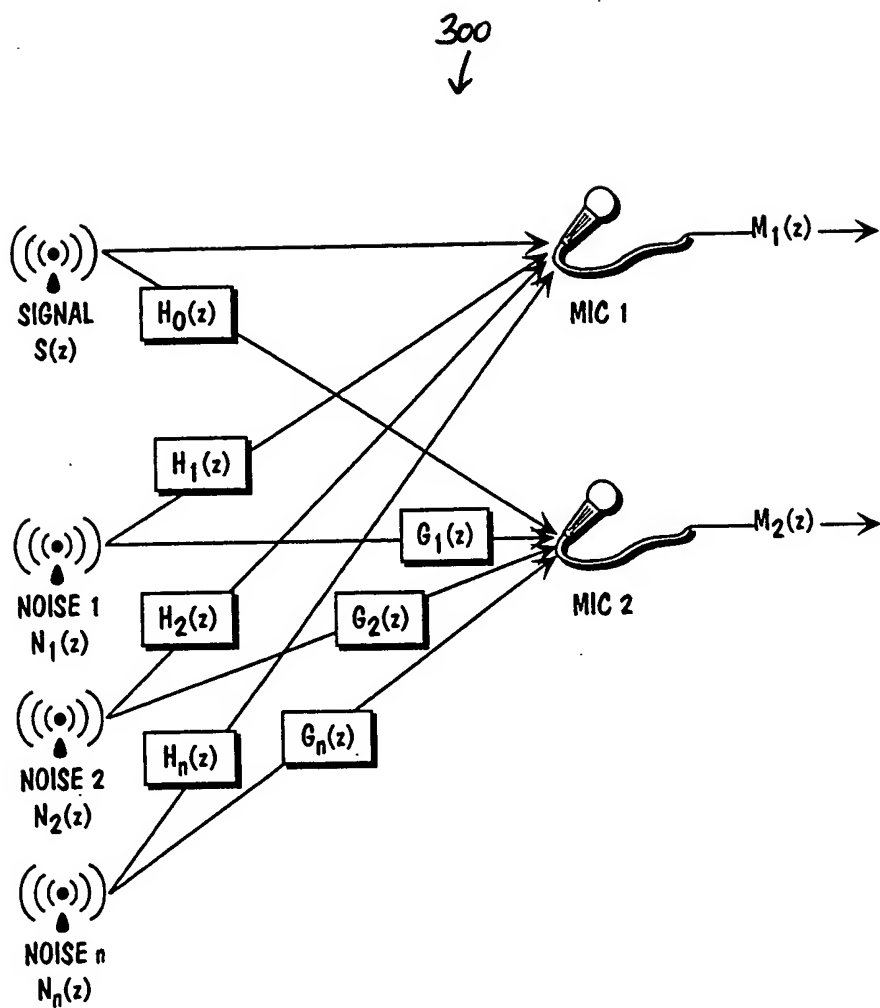 300
M₁(z)
MIC 1
SIGNAL
S(z)
H₀(z)
H₁(z)
M₂(z)
G₁(z)
MIC 2
NOISE 1
N₁(z)
H₂(z)
G₂(z)
NOISE 2
N₂(z)
Hₙ(z)
Gₙ(z)
NOISE n
Nₙ(z)